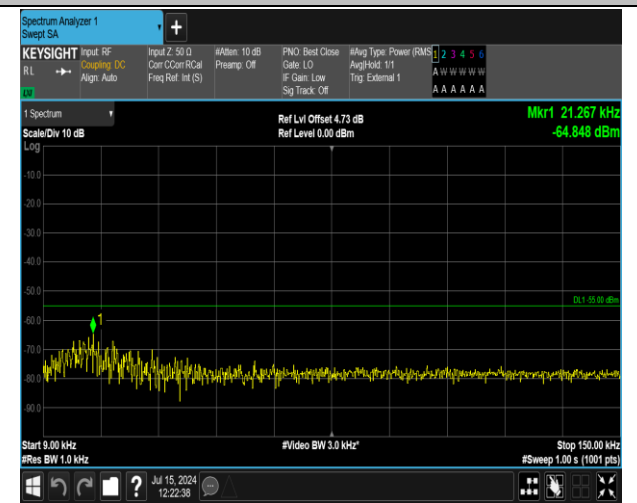 Spectrum Analyzer 1
Swept SA
+
KEYSIGHT Input: RF Input Z: 50 Ω #Atten: 10 dB PNO: Best Close #Avg Type: Power (RMS 1 2 3 4 5 6
RL Coupling: DC Corr CCorr RCal Preamp: Off Gate: LO Avg|Hold: 1/1 A W W W W W
Align: Auto Freq Ref: Int (S) IF Gain: Low Trig: External 1
Sig Track: Off A A A A A A
1 Spectrum Ref Lvl Offset 4.73 dB Mkr1 21.267 kHz
Scale/Div 10 dB Ref Level 0.00 dBm -64.848 dBm
Log
-10.0
-20.0
-30.0
-40.0
-50.0
DL1 -55.00 dBm
-60.0 1
-70.0
-80.0
-90.0
Start 9.00 kHz #Video BW 3.0 kHz* Stop 150.00 kHz
#Res BW 1.0 kHz #Sweep 1.00 s (1001 pts)
? Jul 15, 2024
12:22:38